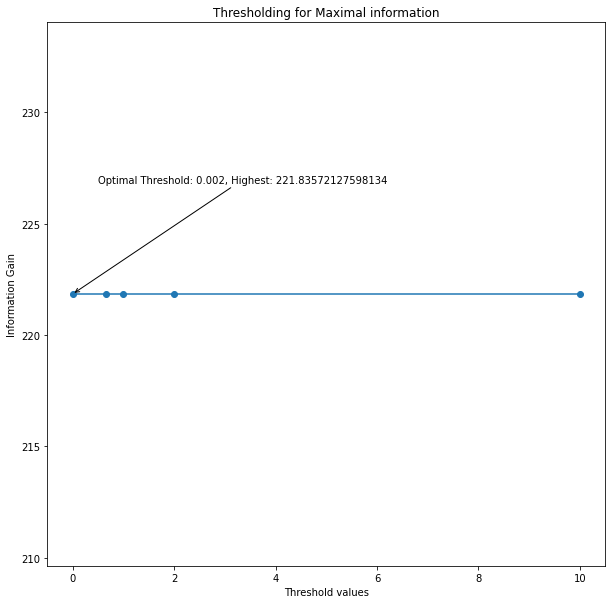 Thresholding for Maximal information
230
Optimal Threshold: 0.002, Highest: 221.83572127598134
225
Information Gain
220
215
210
0 2 4 6 8 10
Threshold values